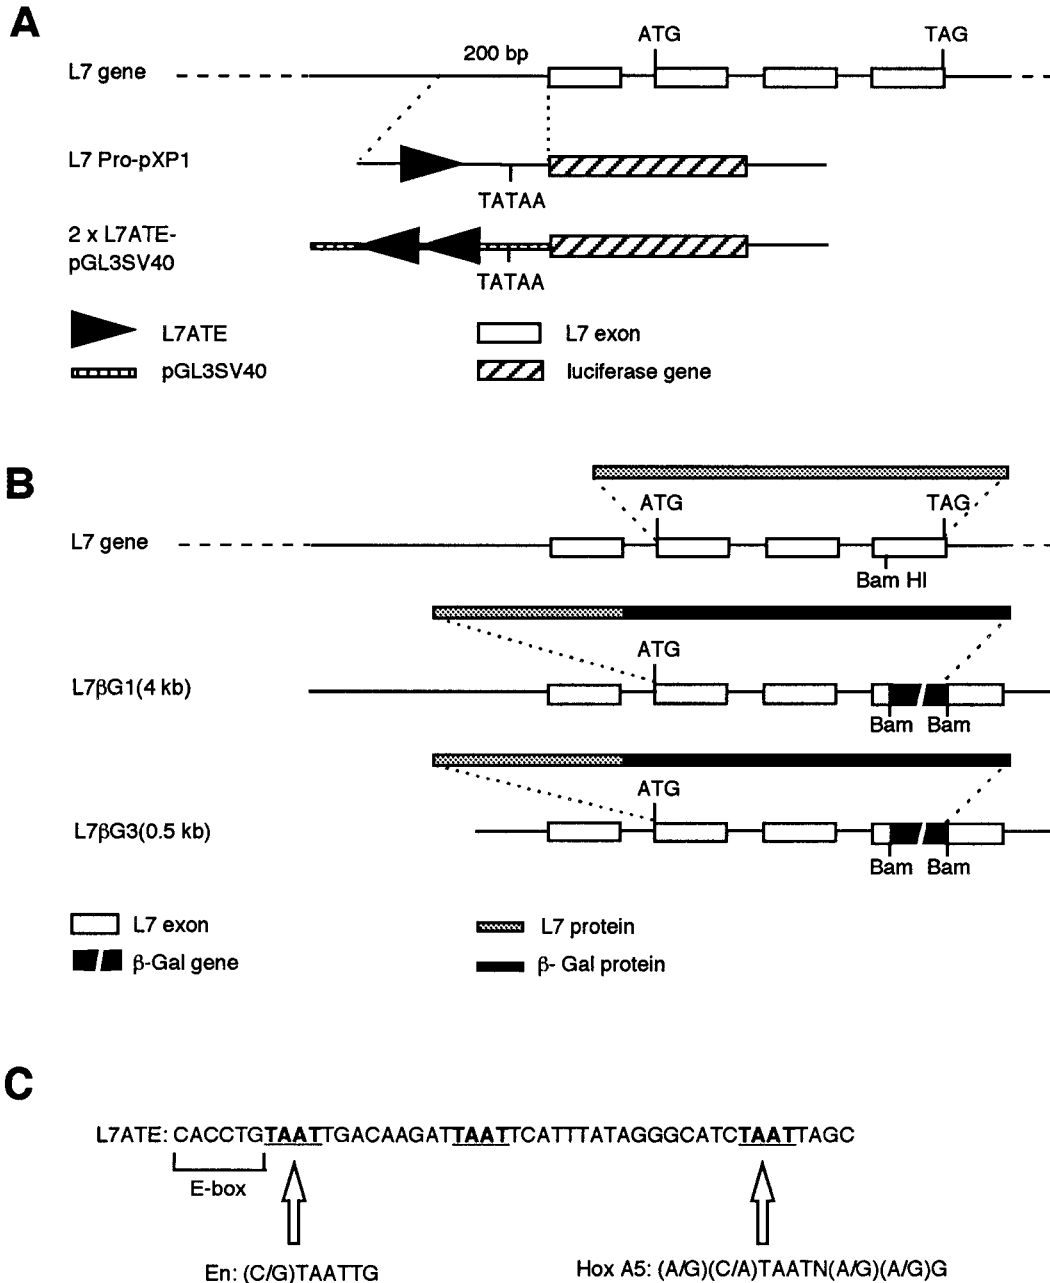 A
ATG TAG
200 bp
L7 gene
L7 Pro-pXP1
TATAA
2 x L7ATE-
pGL3SV40
TATAA
L7ATE L7 exon
pGL3SV40 luciferase gene
B
ATG TAG
L7 gene
Bam HI
ATG
L7βG1(4 kb)
Bam Bam
ATG
L7βG3(0.5 kb)
Bam Bam
L7 exon L7 protein
β-Gal gene β- Gal protein
C
L7ATE: CACCTGTAATTGACAAGATTAATTCATTTATAGGGCATCTAATTAGC
E-box
En: (C/G)TAATTG Hox A5: (A/G)(C/A)TAATN(A/G)(A/G)G